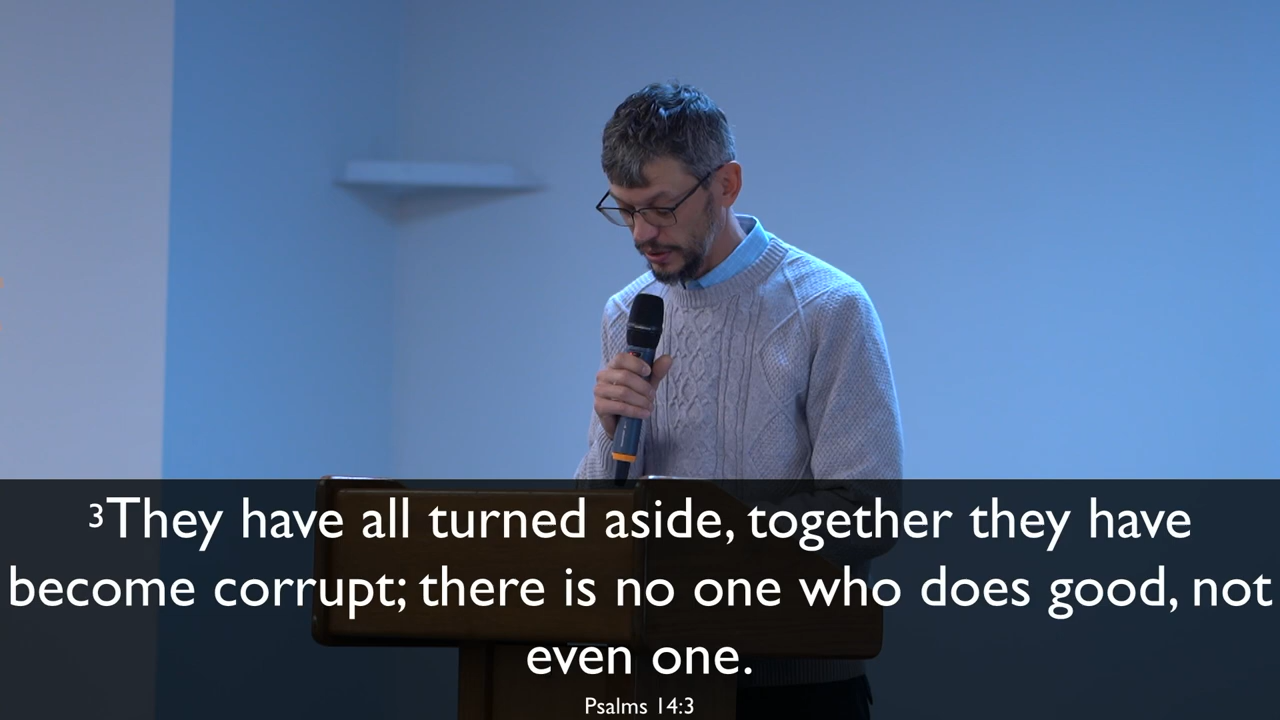 ³They have all turned aside, together they have
become corrupt; there is no one who does good, not
even one.
Psalms 14:3